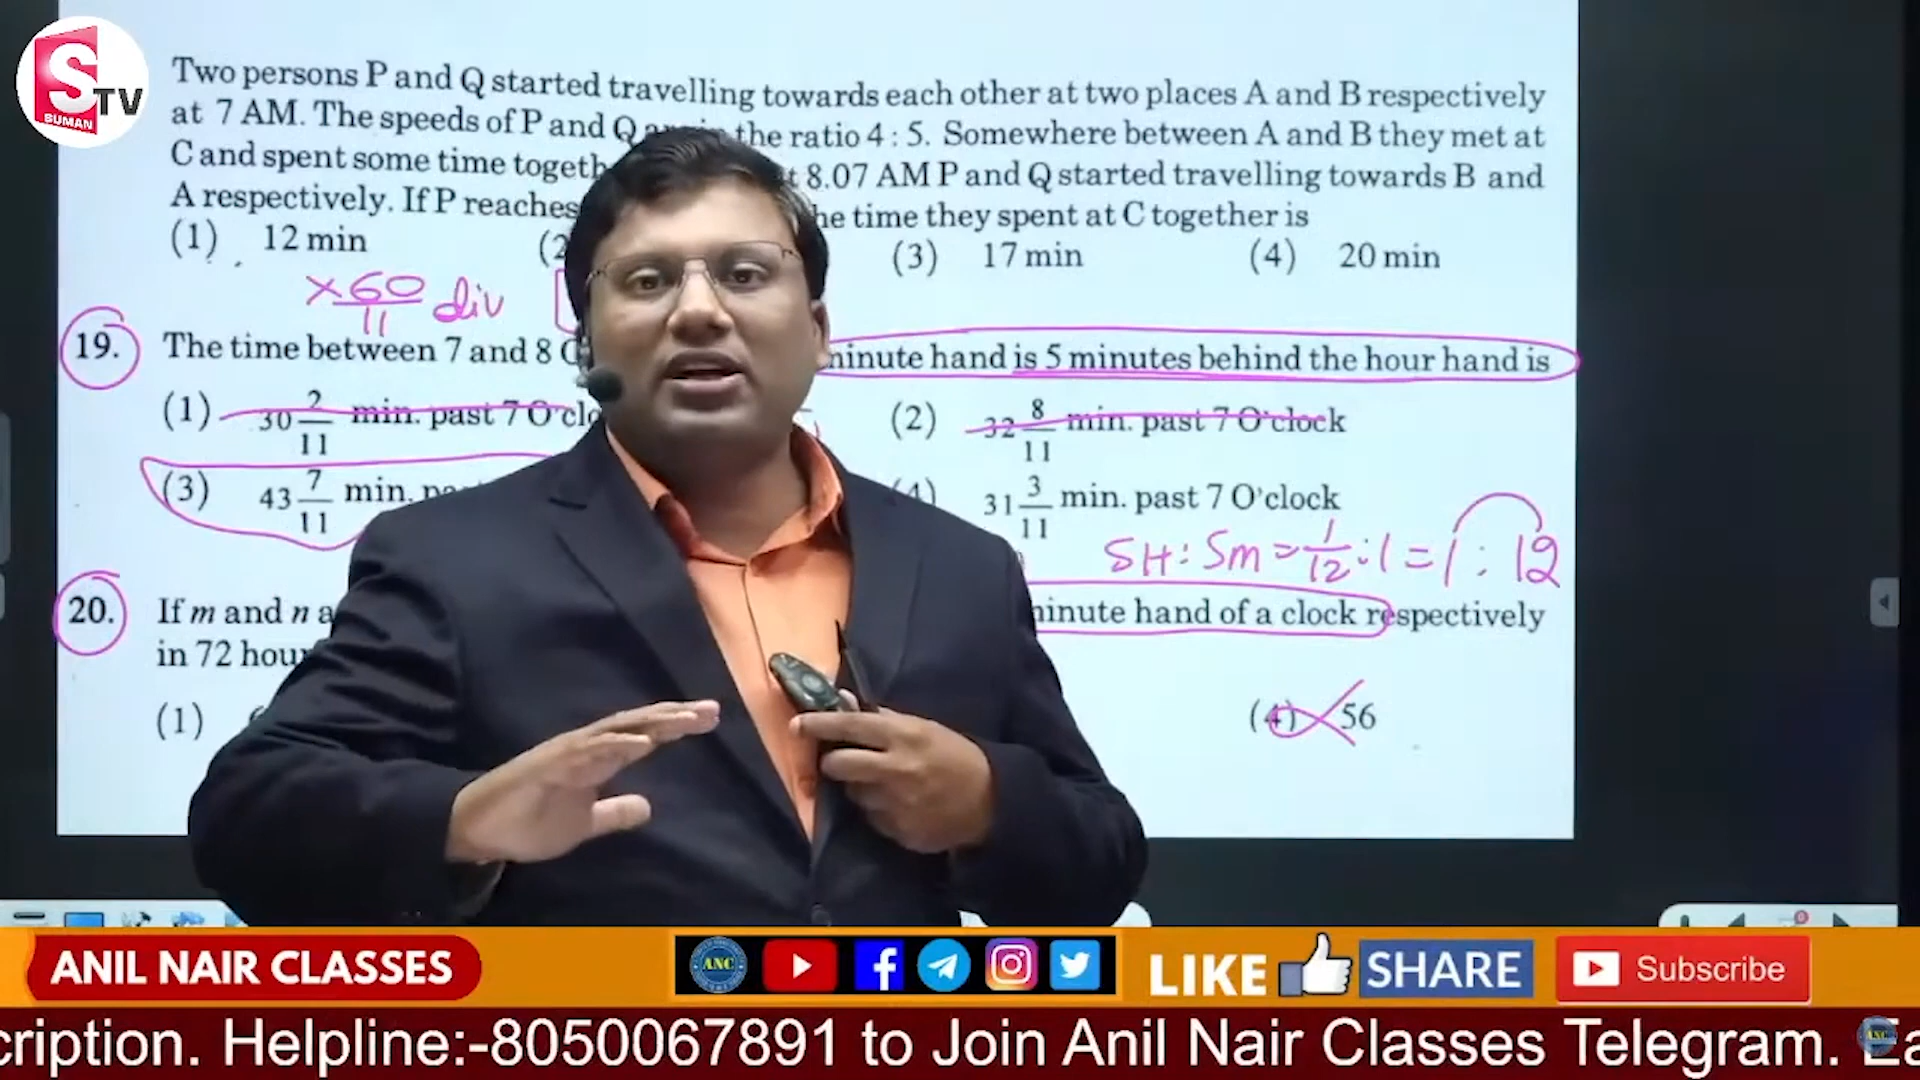 S TV
SUMAN
Two persons P and Q started travelling towards each other at two places A and B respectively
at 7 AM. The speeds of P and Q the ratio 4 : 5. Somewhere between A and B they met at
C and spent some time 8.07 AM P and Q started travelling towards B and
A respectively. If P reaches time they spent at C together is
(1) 12 min (3) 17 min (4) 20 min
×60/11 div
19. The time between 7 and 8 minute hand is 5 minutes behind the hour hand is
(1) 30 2/11 min. past 7 (2) 32 8/11 min. past 7 O'clock
(3) 43 7/11 min. 31 3/11 min. past 7 O'clock
SH : Sm = 1/12 : 1 = 1 : 12
20. If m and n minute hand of a clock respectively
in 72
(1) (4) 56
ANIL NAIR CLASSES ANC LIKE SHARE Subscribe
cription. Helpline:-8050067891 to Join Anil Nair Classes Telegram.